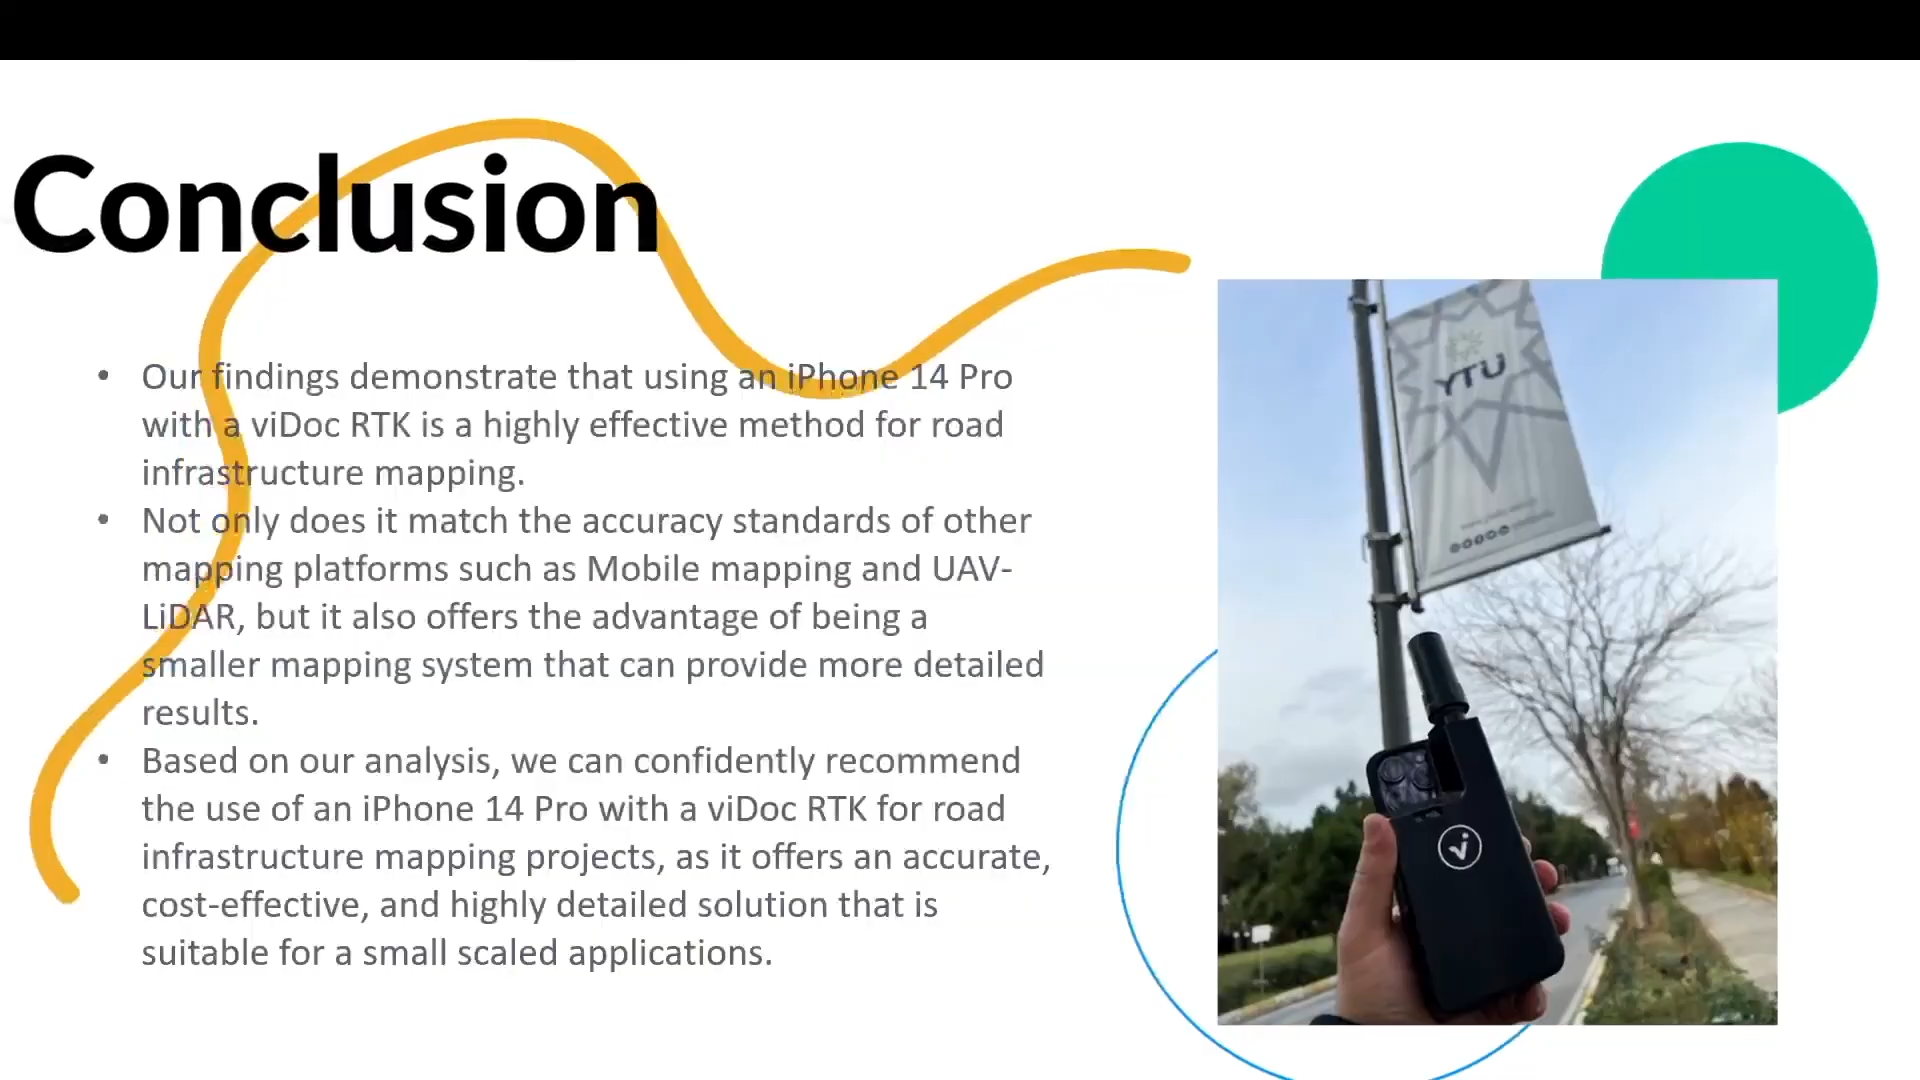 Conclusion
• Our findings demonstrate that using an iPhone 14 Pro
with a viDoc RTK is a highly effective method for road
infrastructure mapping.
• Not only does it match the accuracy standards of other
mapping platforms such as Mobile mapping and UAV-
LiDAR, but it also offers the advantage of being a
smaller mapping system that can provide more detailed
results.
• Based on our analysis, we can confidently recommend
the use of an iPhone 14 Pro with a viDoc RTK for road
infrastructure mapping projects, as it offers an accurate,
cost-effective, and highly detailed solution that is
suitable for a small scaled applications.
YTU
vi